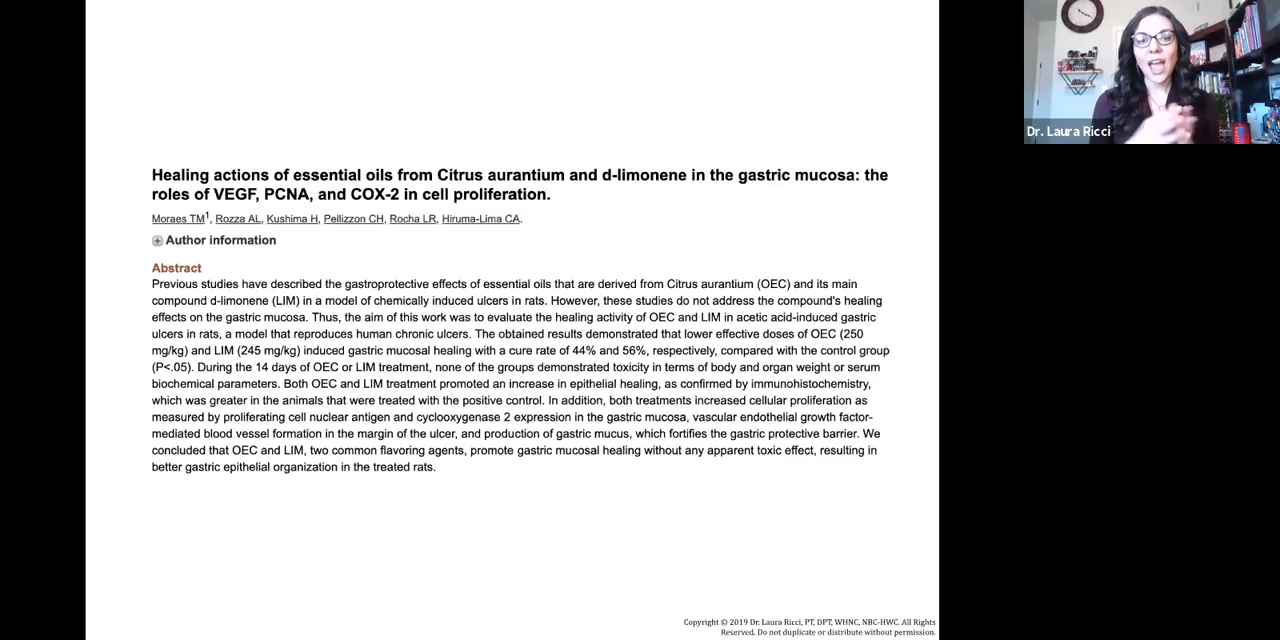 Healing actions of essential oils from Citrus aurantium and d-limonene in the gastric mucosa: the
roles of VEGF, PCNA, and COX-2 in cell proliferation.
Moraes TM1, Rozza AL, Kushima H, Pellizzon CH, Rocha LR, Hiruma-Lima CA.
Author information
Abstract
Previous studies have described the gastroprotective effects of essential oils that are derived from Citrus aurantium (OEC) and its main
compound d-limonene (LIM) in a model of chemically induced ulcers in rats. However, these studies do not address the compound's healing
effects on the gastric mucosa. Thus, the aim of this work was to evaluate the healing activity of OEC and LIM in acetic acid-induced gastric
ulcers in rats, a model that reproduces human chronic ulcers. The obtained results demonstrated that lower effective doses of OEC (250
mg/kg) and LIM (245 mg/kg) induced gastric mucosal healing with a cure rate of 44% and 56%, respectively, compared with the control group
(P<.05). During the 14 days of OEC or LIM treatment, none of the groups demonstrated toxicity in terms of body and organ weight or serum
biochemical parameters. Both OEC and LIM treatment promoted an increase in epithelial healing, as confirmed by immunohistochemistry,
which was greater in the animals that were treated with the positive control. In addition, both treatments increased cellular proliferation as
measured by proliferating cell nuclear antigen and cyclooxygenase 2 expression in the gastric mucosa, vascular endothelial growth factor-
mediated blood vessel formation in the margin of the ulcer, and production of gastric mucus, which fortifies the gastric protective barrier. We
concluded that OEC and LIM, two common flavoring agents, promote gastric mucosal healing without any apparent toxic effect, resulting in
better gastric epithelial organization in the treated rats.
Copyright © 2019 Dr. Laura Ricci, PT, DPT, WHNC, NBC-HWC. All Rights
Reserved. Do not duplicate or distribute without permission.
Dr. Laura Ricci